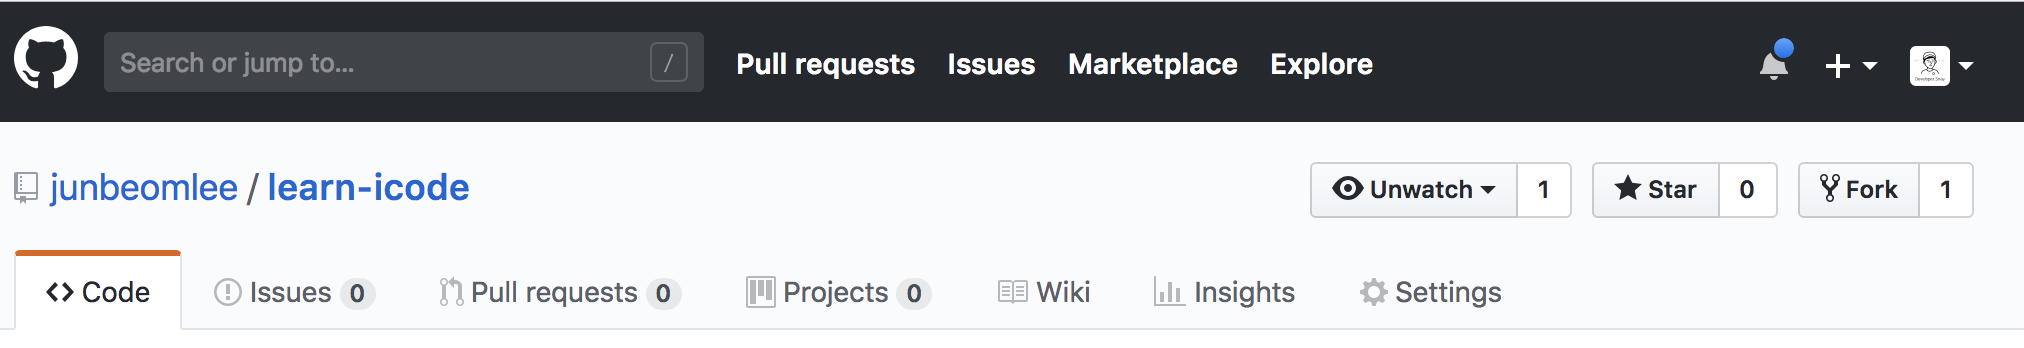 Search or jump to... / Pull requests Issues Marketplace Explore
junbeomlee / learn-icode Unwatch 1 Star 0 Fork 1
Code Issues 0 Pull requests 0 Projects 0 Wiki Insights Settings